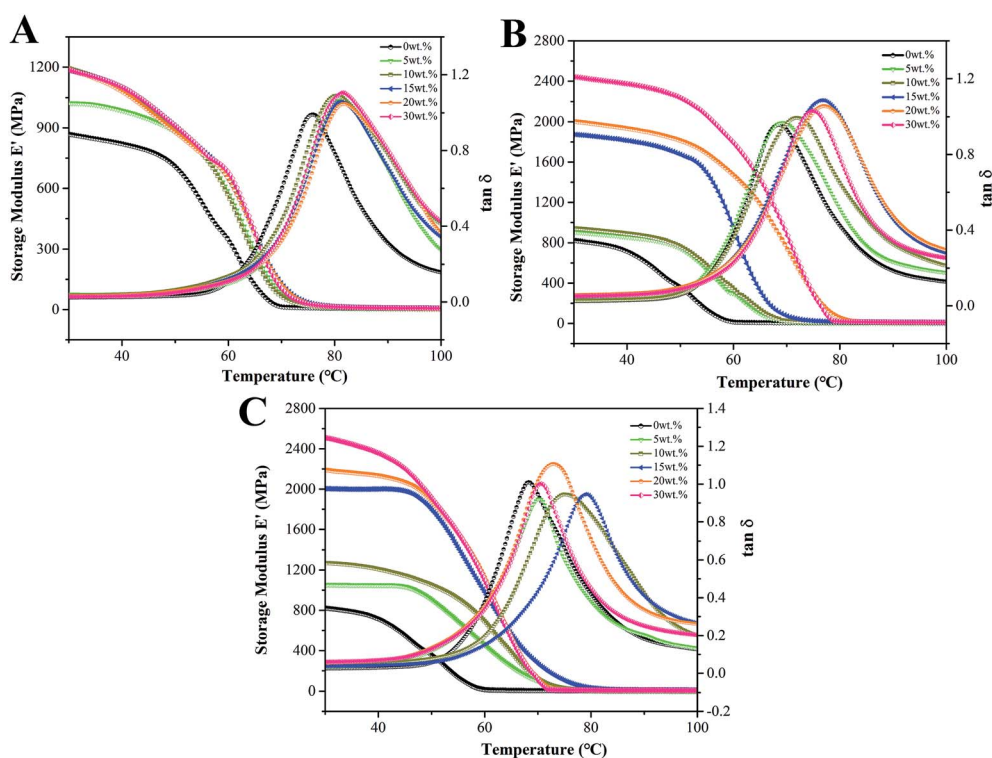 A
Storage Modulus E' (MPa)
1200
900
600
300
0
0wt.%
5wt.%
10wt.%
15wt.%
20wt.%
30wt.%
1.2
0.8
0.4
0.0
tan δ
40 60 80 100
Temperature (℃)
B
Storage Modulus E' (MPa)
2800
2400
2000
1600
1200
800
400
0
0wt.%
5wt.%
10wt.%
15wt.%
20wt.%
30wt.%
1.2
0.8
0.4
0.0
tan δ
40 60 80 100
Temperature (℃)
C
Storage Modulus E' (MPa)
2800
2400
2000
1600
1200
800
400
0
0wt.%
5wt.%
10wt.%
15wt.%
20wt.%
30wt.%
1.4
1.2
1.0
0.8
0.6
0.4
0.2
0.0
-0.2
tan δ
40 60 80 100
Temperature (℃)